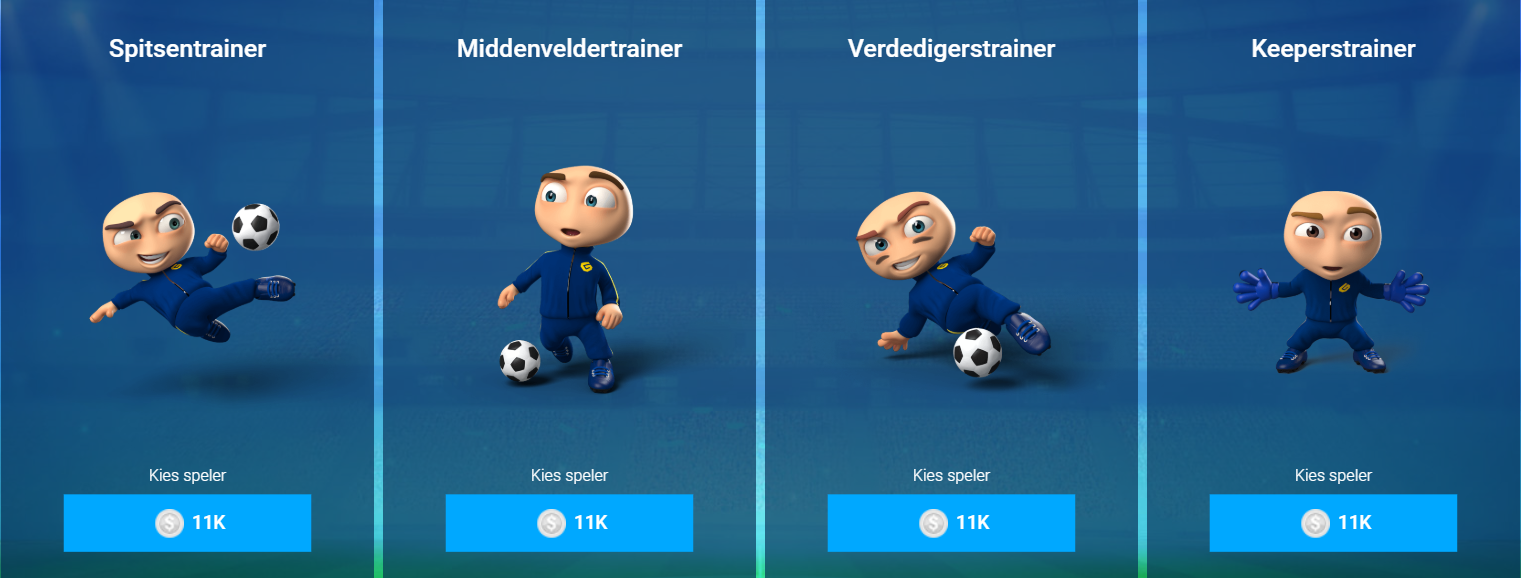 Spitsentrainer
Kies speler
11K
Middenveldertrainer
Kies speler
11K
Verdedigerstrainer
Kies speler
11K
Keeperstrainer
Kies speler
11K